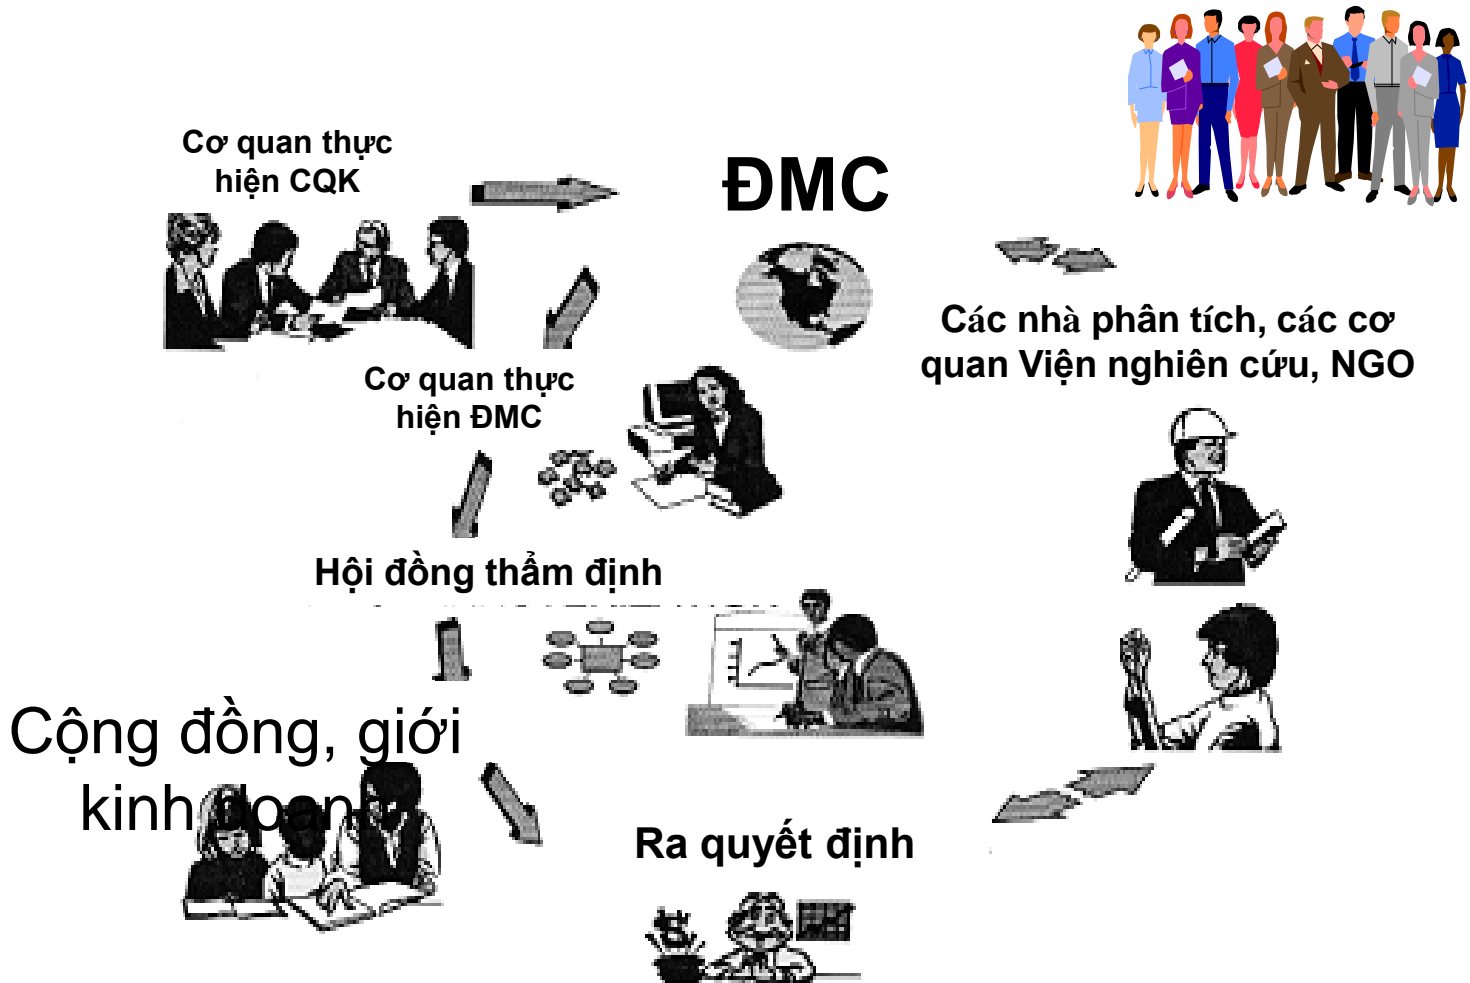 Cơ quan thực
hiện CQK
ĐMC
Các nhà phân tích, các cơ
quan Viện nghiên cứu, NGO
Cơ quan thực
hiện ĐMC
Hội đồng thẩm định
Cộng đồng, giới
kinh doanh
Ra quyết định